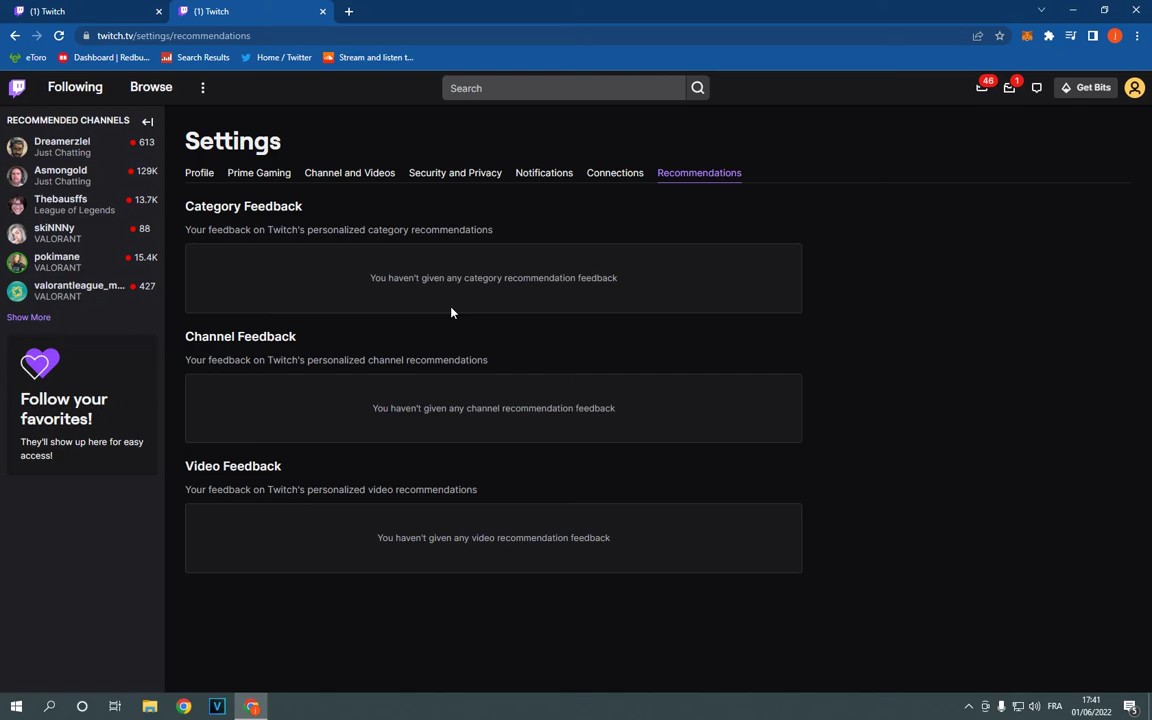 (1) Twitch
(1) Twitch
twitch.tv/settings/recommendations
eToro
Dashboard | Redbu...
Search Results
Home / Twitter
Stream and listen t...
Following
Browse
Search
46
1
Get Bits
RECOMMENDED CHANNELS
Dreamerzlel
613
Just Chatting
Asmongold
129K
Just Chatting
Thebausffs
13.7K
League of Legends
skiNNNy
88
VALORANT
pokimane
15.4K
VALORANT
valorantleague_m...
427
VALORANT
Show More
Follow your
favorites!
They'll show up here for easy
access!
Settings
Profile
Prime Gaming
Channel and Videos
Security and Privacy
Notifications
Connections
Recommendations
Category Feedback
Your feedback on Twitch's personalized category recommendations
You haven't given any category recommendation feedback
Channel Feedback
Your feedback on Twitch's personalized channel recommendations
You haven't given any channel recommendation feedback
Video Feedback
Your feedback on Twitch's personalized video recommendations
You haven't given any video recommendation feedback
FRA
17:41
01/06/2022
5